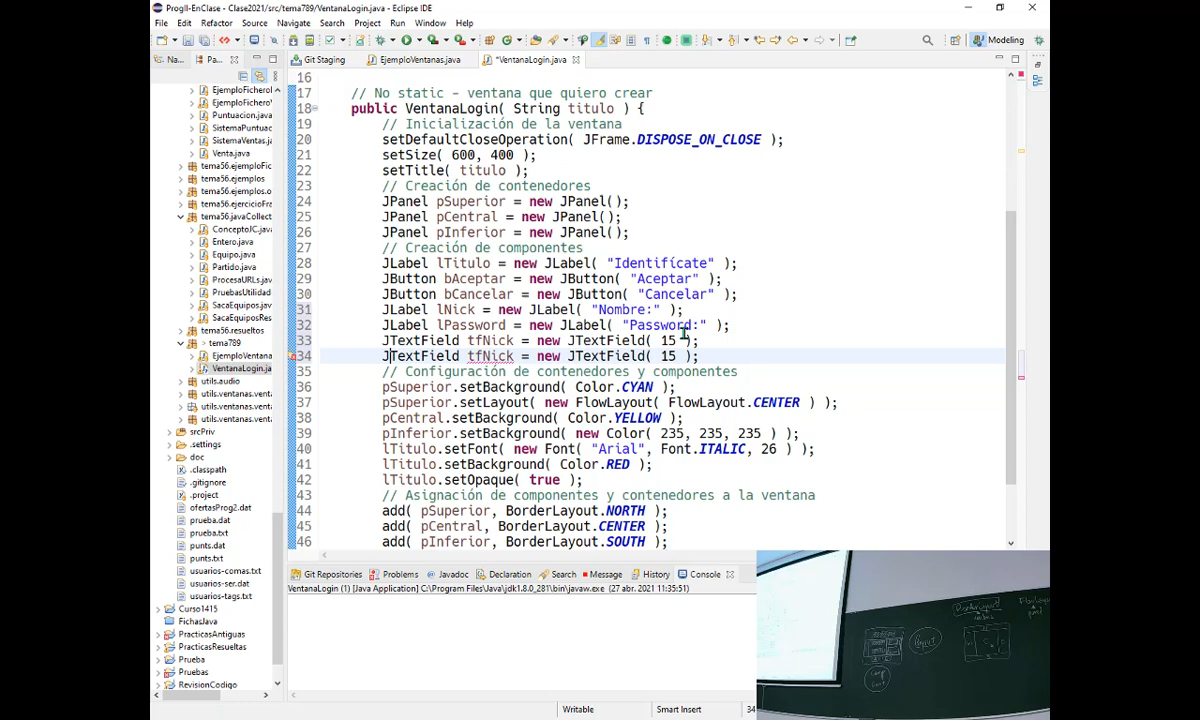 ProgII-EnClase - Clase2021/src/tema789/VentanaLogin.java - Eclipse IDE
File Edit Refactor Source Navigate Search Project Run Window Help
Modeling
Na... Pa... Git Staging EjemploVentanas.java *VentanaLogin.java
EjemploFicheroI
EjemploFicheroV
Puntuacion.java
SistemaPuntuac
SistemaVentas.j
Venta.java
tema56.ejemploFic
tema56.ejemplos
tema56.ejemplos.o
tema56.ejercicioFra
tema56.javaCollect
ConceptoJC.java
Entero.java
Equipo.java
Partido.java
ProcesaURLs.java
PruebasUtilidad
SacaEquipos.jav
SacaEquiposRes
tema56.resueltos
tema789
EjemploVentana
VentanaLogin.ja
utils.audio
utils.ventanas.vent
utils.ventanas.vent
utils.ventanas.vent
srcPriv
.settings
doc
.classpath
.gitignore
.project
ofertasProg2.dat
prueba.dat
prueba.txt
punts.dat
punts.txt
usuarios-comas.txt
usuarios-ser.dat
usuarios-tags.txt
Curso1415
FichasJava
PracticasAntiguas
PracticasResueltas
Prueba
Pruebas
RevisionCodigo
16
17 // No static - ventana que quiero crear
18 public VentanaLogin( String titulo ) {
19 // Inicialización de la ventana
20 setDefaultCloseOperation( JFrame.DISPOSE_ON_CLOSE );
21 setSize( 600, 400 );
22 setTitle( titulo );
23 // Creación de contenedores
24 JPanel pSuperior = new JPanel();
25 JPanel pCentral = new JPanel();
26 JPanel pInferior = new JPanel();
27 // Creación de componentes
28 JLabel lTitulo = new JLabel( "Identifícate" );
29 JButton bAceptar = new JButton( "Aceptar" );
30 JButton bCancelar = new JButton( "Cancelar" );
31 JLabel lNick = new JLabel( "Nombre:" );
32 JLabel lPassword = new JLabel( "Password:" );
33 JTextField tfNick = new JTextField( 15 );
34 JTextField tfNick = new JTextField( 15 );
35 // Configuración de contenedores y componentes
36 pSuperior.setBackground( Color.CYAN );
37 pSuperior.setLayout( new FlowLayout( FlowLayout.CENTER ) );
38 pCentral.setBackground( Color.YELLOW );
39 pInferior.setBackground( new Color( 235, 235, 235 ) );
40 lTitulo.setFont( new Font( "Arial", Font.ITALIC, 26 ) );
41 lTitulo.setBackground( Color.RED );
42 lTitulo.setOpaque( true );
43 // Asignación de componentes y contenedores a la ventana
44 add( pSuperior, BorderLayout.NORTH );
45 add( pCentral, BorderLayout.CENTER );
46 add( pInferior, BorderLayout.SOUTH );
Git Repositories Problems Javadoc Declaration Search Message History Console
VentanaLogin (1) [Java Application] C:\Program Files\Java\jdk1.8.0_281\bin\javaw.exe (27 abr. 2021 11:35:51)
Writable Smart Insert 34